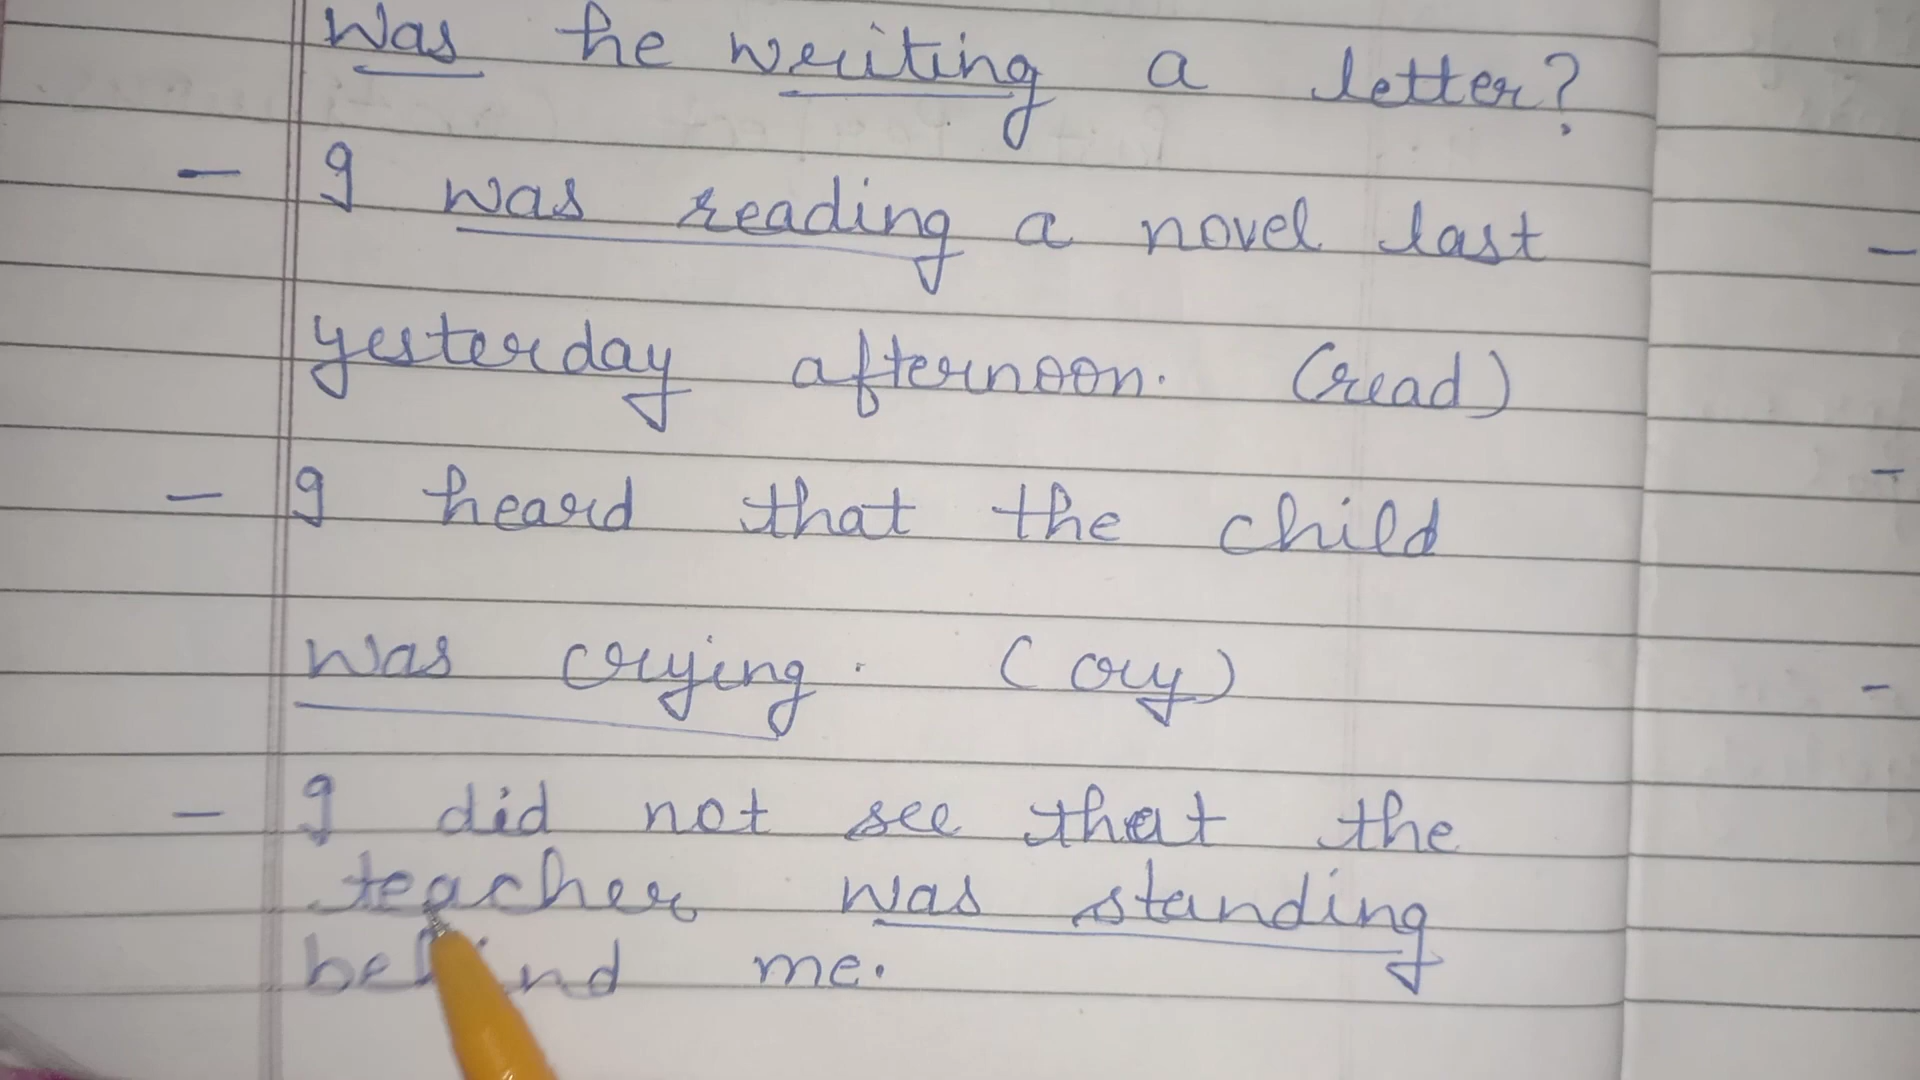 Was he writing a letter?
- I was reading a novel last
yesterday afternoon. (read)
- I heard that the child
was crying. (cry)
- I did not see that the
teacher was standing
behind me.